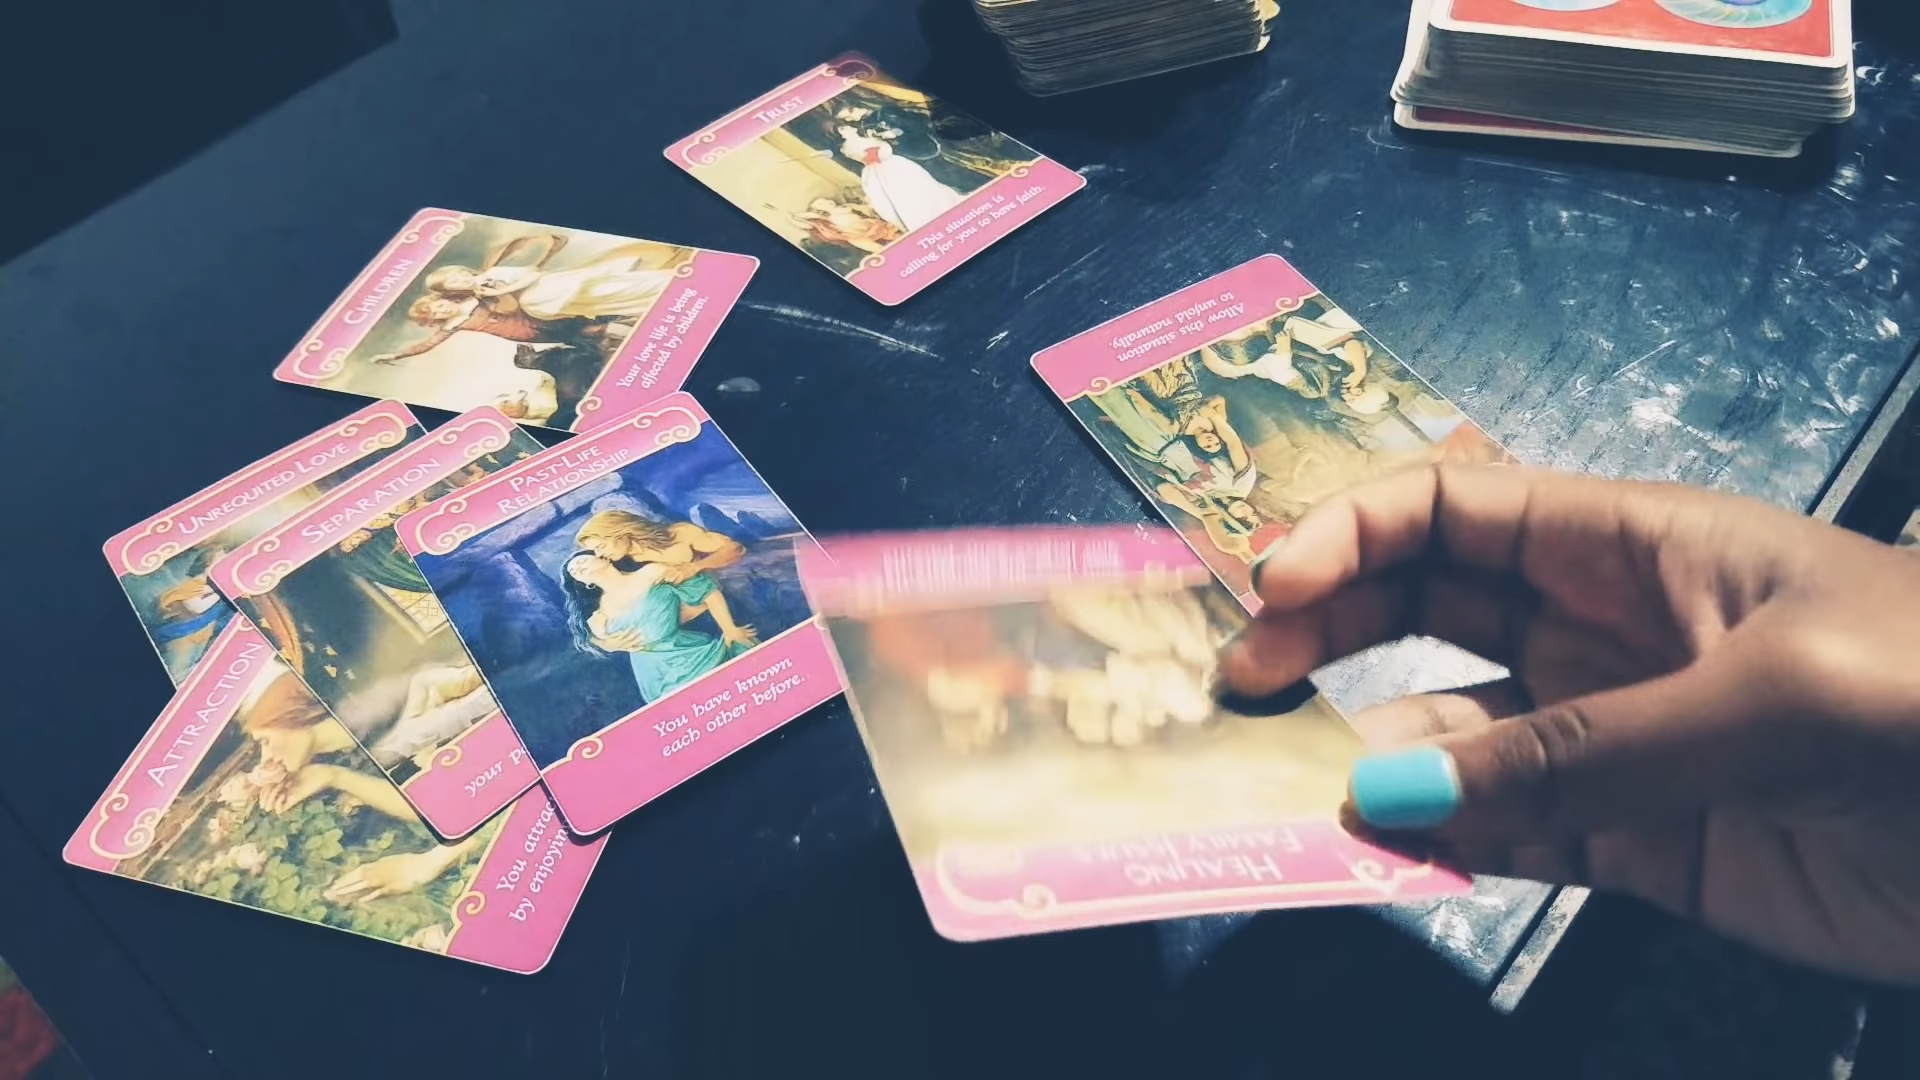 TRUST
This situation is
calling for you to have faith.
CHILDREN
Your love life is being
affected by children.
Allow this situation
to unfold naturally.
UNREQUITED LOVE
SEPARATION
your
PAST-LIFE
RELATIONSHIP
You have known
each other before.
ATTRACTION
You attrac
by enjoyin
HEALING
FAMILY ISSUES